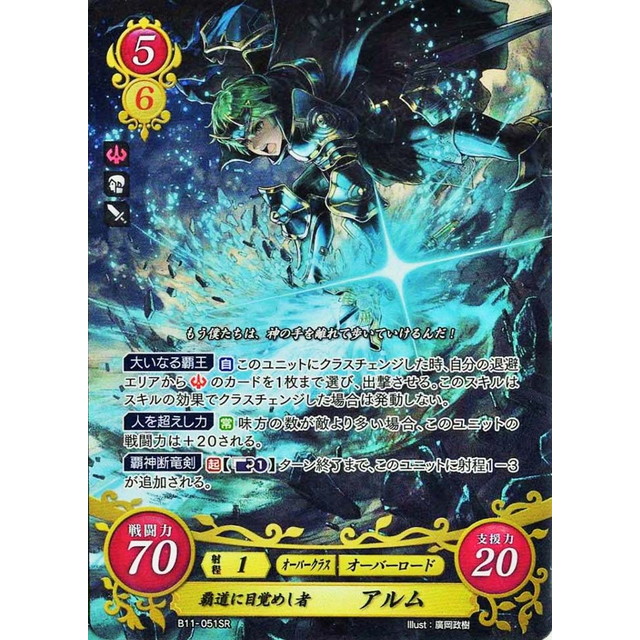 5
6
もう僕たちは、神の手を離れて歩いていけるんだ!
大いなる覇王 自 このユニットにクラスチェンジした時、自分の退避
エリアから のカードを1枚まで選び、出撃させる。このスキルは
スキルの効果でクラスチェンジした場合は発動しない。
人を超えし力 常 味方の数が敵より多い場合、このユニットの
戦闘力は+20される。
覇神断竜剣 起【 1】ターン終了まで、このユニットに射程1-3
が追加される。
戦闘力
70
射程 1
オーバークラス
オーバーロード
支援力
20
覇道に目覚めし者 アルム
B11-051SR
Illust:廣岡政樹